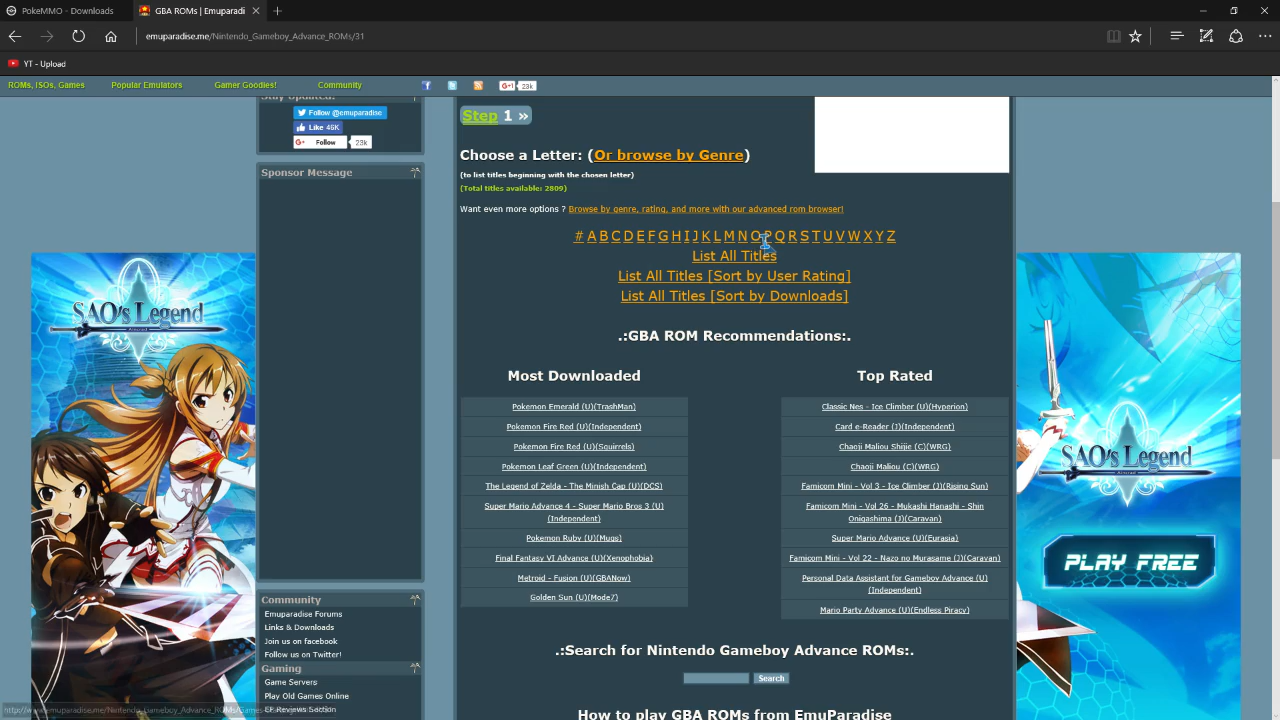 PokeMMO - Downloads
GBA ROMs | Emuparadi
emuparadise.me/Nintendo_Gameboy_Advance_ROMs/31
YT - Upload
ROMs, ISOs, Games
Popular Emulators
Gamer Goodies!
Community
G+1 23k
Stay Updated!
Follow @emuparadise
Like 46K
G+ Follow 23k
Sponsor Message
Step 1 »
Choose a Letter: (Or browse by Genre)
(to list titles beginning with the chosen letter)
(Total titles available: 2809)
Want even more options ? Browse by genre, rating, and more with our advanced rom browser!
# A B C D E F G H I J K L M N O P Q R S T U V W X Y Z
List All Titles
List All Titles [Sort by User Rating]
List All Titles [Sort by Downloads]
.:GBA ROM Recommendations:.
Most Downloaded
Pokemon Emerald (U)(TrashMan)
Pokemon Fire Red (U)(Independent)
Pokemon Fire Red (U)(Squirrels)
Pokemon Leaf Green (U)(Independent)
The Legend of Zelda - The Minish Cap (U)(DCS)
Super Mario Advance 4 - Super Mario Bros 3 (U)
(Independent)
Pokemon Ruby (U)(Mugs)
Final Fantasy VI Advance (U)(Xenophobia)
Metroid - Fusion (U)(GBANow)
Golden Sun (U)(Mode7)
Top Rated
Classic Nes - Ice Climber (U)(Hyperion)
Card e-Reader (J)(Independent)
Chaoji Maliou Shijie (C)(WRG)
Chaoji Maliou (C)(WRG)
Famicom Mini - Vol 3 - Ice Climber (J)(Rising Sun)
Famicom Mini - Vol 26 - Mukashi Hanashi - Shin
Onigashima (J)(Caravan)
Super Mario Advance (U)(Eurasia)
Famicom Mini - Vol 22 - Nazo no Murasame (J)(Caravan)
Personal Data Assistant for Gameboy Advance (U)
(Independent)
Mario Party Advance (U)(Endless Piracy)
.:Search for Nintendo Gameboy Advance ROMs:.
Search
How to play GBA ROMs from EmuParadise
SAO's Legend
SAO's Legend
PLAY FREE
Community
Emuparadise Forums
Links & Downloads
Join us on facebook
Follow us on Twitter!
Gaming
Game Servers
Play Old Games Online
EP Reviews Section